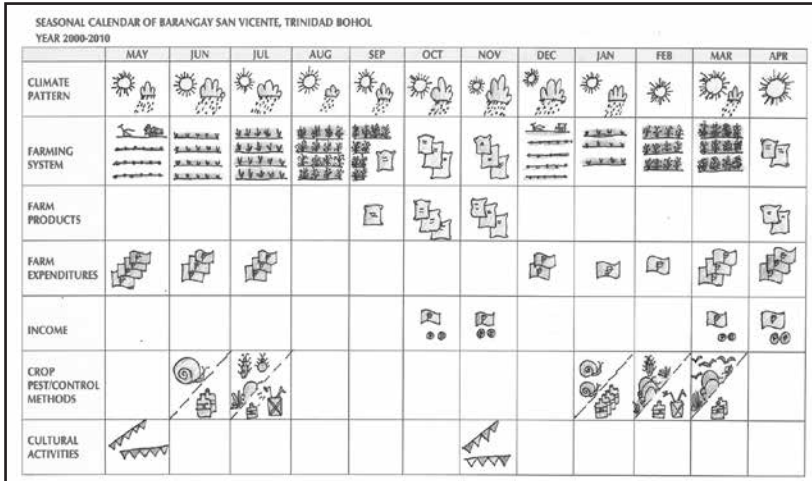 SEASONAL CALENDAR OF BARANGAY SAN VICENTE, TRINIDAD BOHOL
YEAR 2000-2010
MAY JUN JUL AUG SEP OCT NOV DEC JAN FEB MAR APR
CLIMATE
PATTERN
FARMING
SYSTEM
FARM
PRODUCTS
FARM
EXPENDITURES
INCOME
CROP
PEST/CONTROL
METHODS
CULTURAL
ACTIVITIES